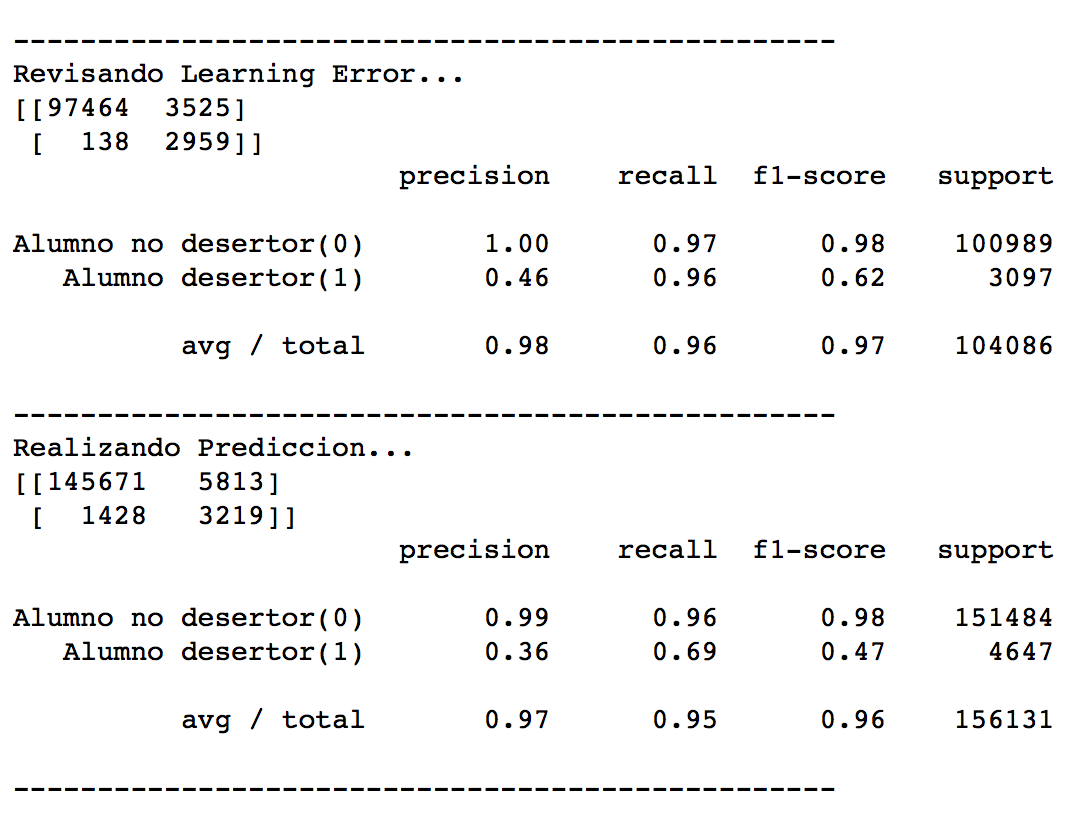 -------------------------------------------------
Revisando Learning Error...
[[97464  3525]
 [  138  2959]]
                       precision    recall  f1-score   support

Alumno no desertor(0)       1.00      0.97      0.98    100989
   Alumno desertor(1)       0.46      0.96      0.62      3097

          avg / total       0.98      0.96      0.97    104086

-------------------------------------------------
Realizando Prediccion...
[[145671   5813]
 [  1428   3219]]
                       precision    recall  f1-score   support

Alumno no desertor(0)       0.99      0.96      0.98    151484
   Alumno desertor(1)       0.36      0.69      0.47      4647

          avg / total       0.97      0.95      0.96    156131

-------------------------------------------------